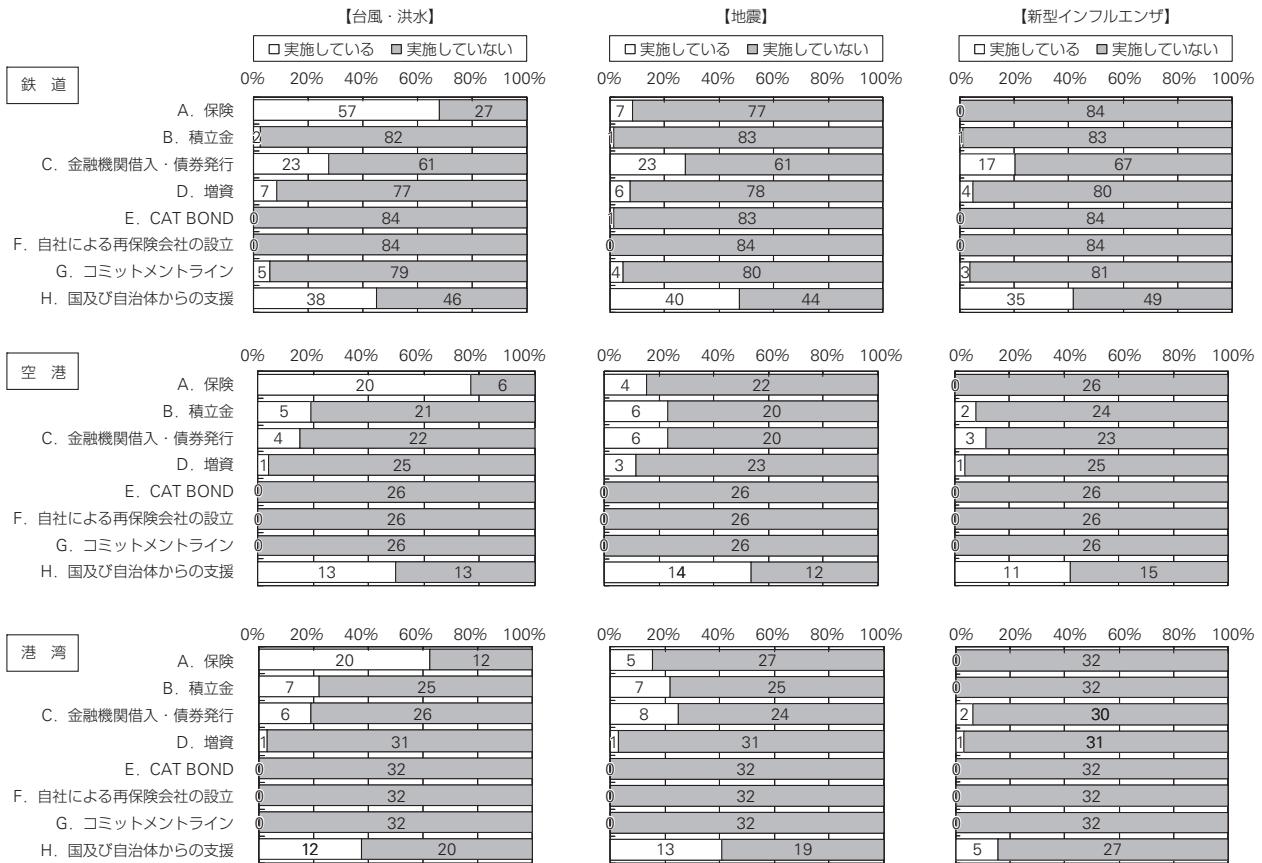 【台風・洪水】 【地震】 【新型インフルエンザ】
□ 実施している ■ 実施していない □ 実施している ■ 実施していない □ 実施している ■ 実施していない
鉄 道
0% 20% 40% 60% 80% 100% 0% 20% 40% 60% 80% 100% 0% 20% 40% 60% 80% 100%
A. 保険 57 27 7 77 0 84
B. 積立金 2 82 1 83 1 83
C. 金融機関借入・債券発行 23 61 23 61 17 67
D. 増資 7 77 6 78 4 80
E. CAT BOND 0 84 1 83 0 84
F. 自社による再保険会社の設立 0 84 0 84 0 84
G. コミットメントライン 5 79 4 80 3 81
H. 国及び自治体からの支援 38 46 40 44 35 49
空 港
0% 20% 40% 60% 80% 100% 0% 20% 40% 60% 80% 100% 0% 20% 40% 60% 80% 100%
A. 保険 20 6 4 22 0 26
B. 積立金 5 21 6 20 2 24
C. 金融機関借入・債券発行 4 22 6 20 3 23
D. 増資 1 25 3 23 1 25
E. CAT BOND 0 26 0 26 0 26
F. 自社による再保険会社の設立 0 26 0 26 0 26
G. コミットメントライン 0 26 0 26 0 26
H. 国及び自治体からの支援 13 13 14 12 11 15
港 湾
0% 20% 40% 60% 80% 100% 0% 20% 40% 60% 80% 100% 0% 20% 40% 60% 80% 100%
A. 保険 20 12 5 27 0 32
B. 積立金 7 25 7 25 0 32
C. 金融機関借入・債券発行 6 26 8 24 2 30
D. 増資 1 31 1 31 1 31
E. CAT BOND 0 32 0 32 0 32
F. 自社による再保険会社の設立 0 32 0 32 0 32
G. コミットメントライン 0 32 0 32 0 32
H. 国及び自治体からの支援 12 20 13 19 5 27